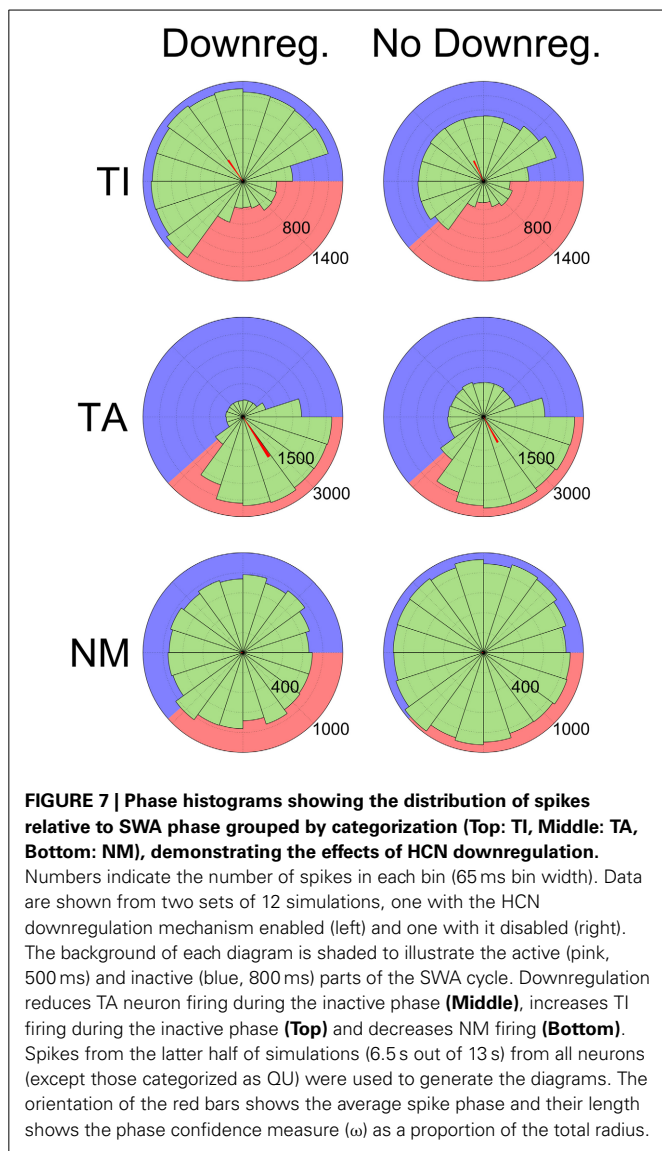 Downreg. No Downreg.
TI
800
1400
800
1400
TA
1500
3000
1500
3000
NM
400
1000
400
1000
FIGURE 7 | Phase histograms showing the distribution of spikes
relative to SWA phase grouped by categorization (Top: TI, Middle: TA,
Bottom: NM), demonstrating the effects of HCN downregulation.
Numbers indicate the number of spikes in each bin (65 ms bin width). Data
are shown from two sets of 12 simulations, one with the HCN
downregulation mechanism enabled (left) and one with it disabled (right).
The background of each diagram is shaded to illustrate the active (pink,
500 ms) and inactive (blue, 800 ms) parts of the SWA cycle. Downregulation
reduces TA neuron firing during the inactive phase (Middle), increases TI
firing during the inactive phase (Top) and decreases NM firing (Bottom).
Spikes from the latter half of simulations (6.5 s out of 13 s) from all neurons
(except those categorized as QU) were used to generate the diagrams. The
orientation of the red bars shows the average spike phase and their length
shows the phase confidence measure (ω) as a proportion of the total radius.